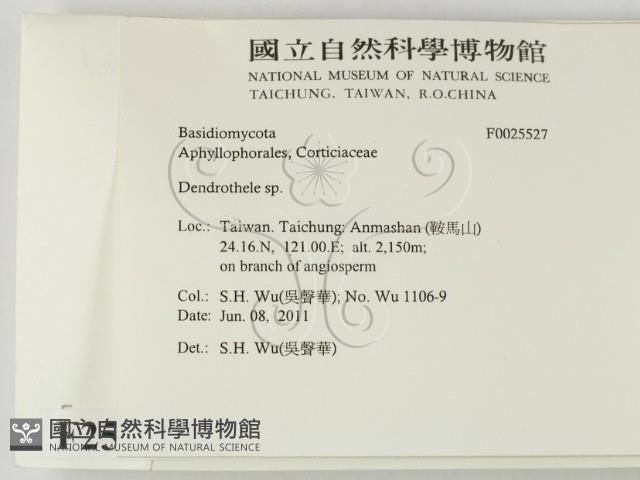 國立自然科學博物館
NATIONAL MUSEUM OF NATURAL SCIENCE
TAICHUNG, TAIWAN, R.O.CHINA
Basidiomycota F0025527
Aphyllophorales, Corticiaceae
Dendrothele sp.
Loc.: Taiwan. Taichung: Anmashan (鞍馬山)
24.16.N, 121.00.E; alt. 2,150m;
on branch of angiosperm
Col.: S.H. Wu(吳聲華); No. Wu 1106-9
Date: Jun. 08, 2011
Det.: S.H. Wu(吳聲華)
國立自然科學博物館
NATIONAL MUSEUM OF NATURAL SCIENCE